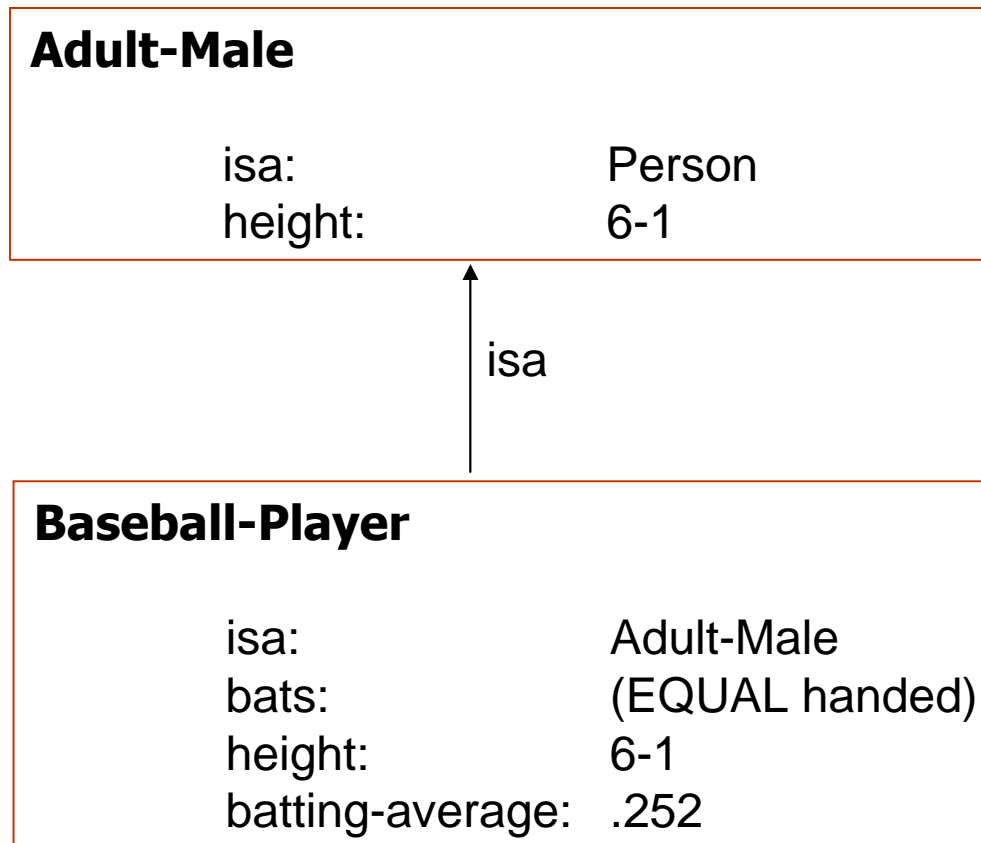 Adult-Male
isa: Person
height: 6-1
isa
Baseball-Player
isa: Adult-Male
bats: (EQUAL handed)
height: 6-1
batting-average: .252